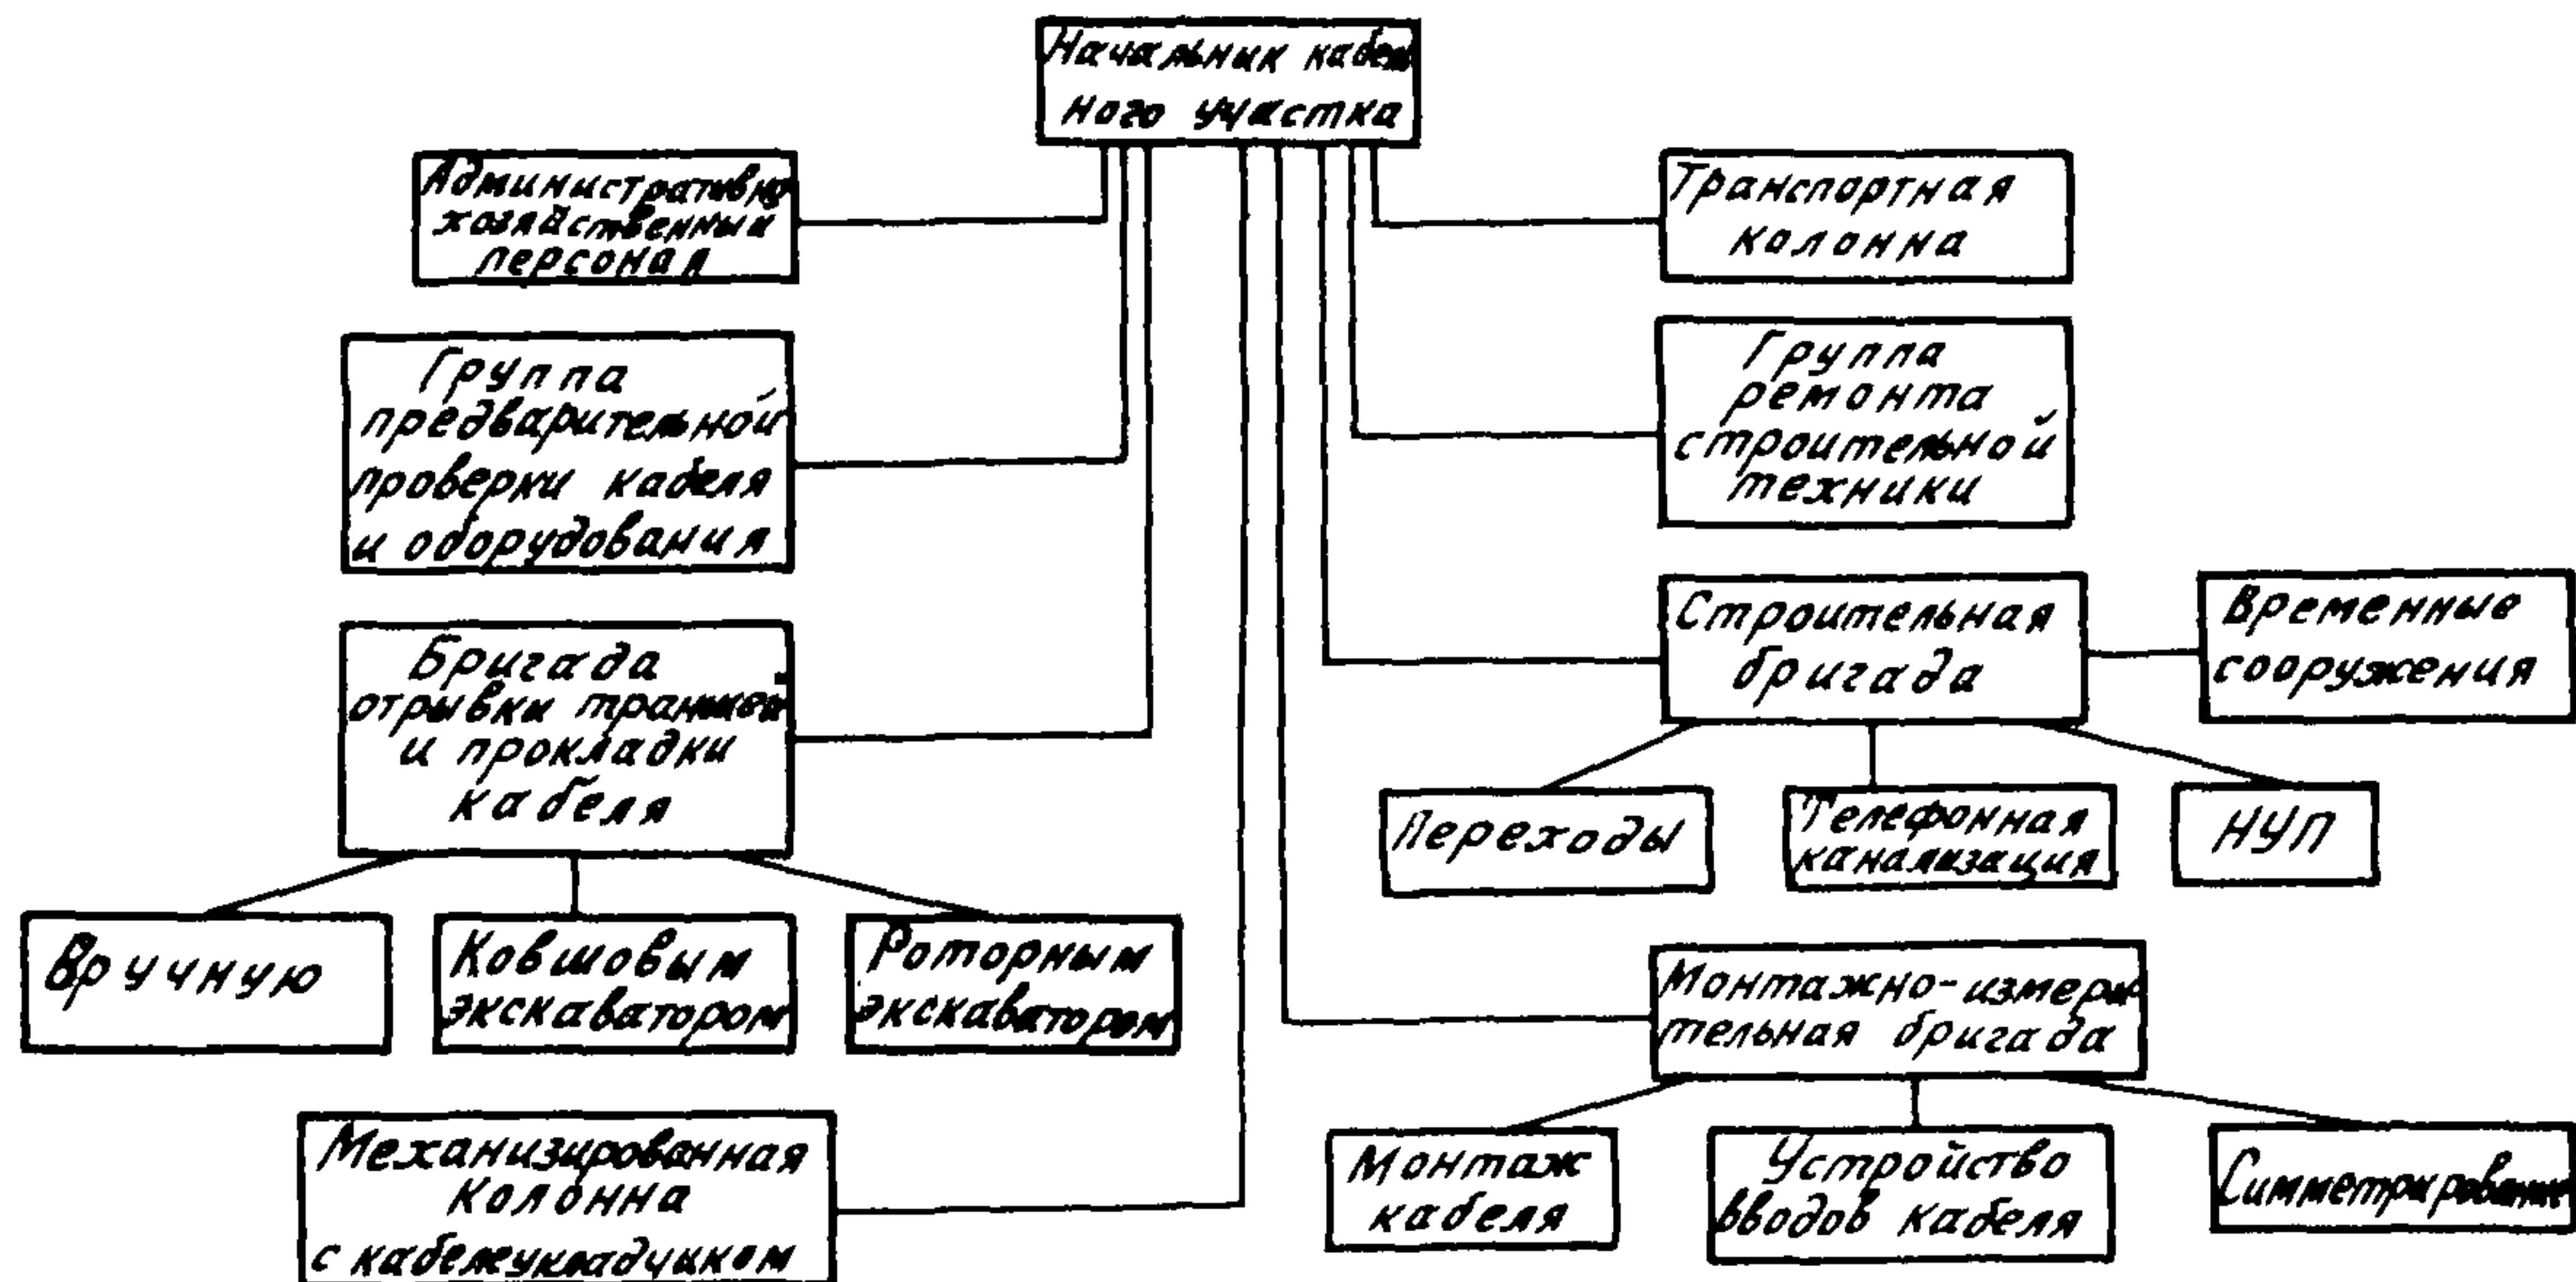 Начальник кабель
ного участка
Административно
хозяйственный
персонал
Транспортная
колонна
Группа
предварительной
проверки кабеля
и оборудования
Группа
ремонта
строительной
техники
Бригада
отрывки траншей
и прокладки
кабеля
Строительная
бригада
Временные
сооружения
Переходы
Телефонная
канализация
НУП
Вручную
Ковшовым
экскаватором
Роторным
экскаватором
Монтажно-измери
тельная бригада
Механизированная
колонна
с кабелеукладчиком
Монтаж
кабеля
Устройство
вводов кабеля
Симметрирование